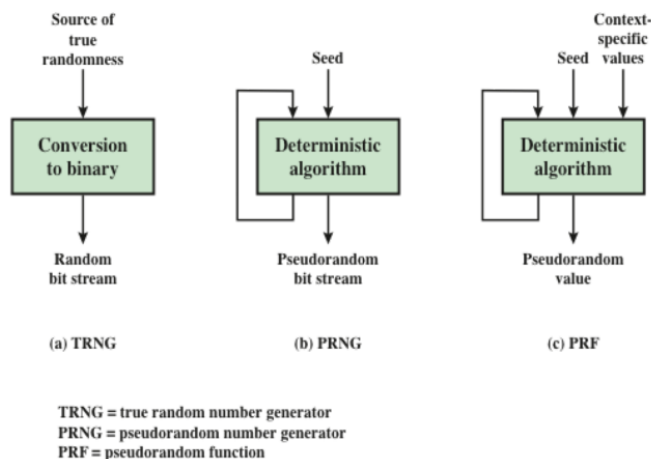 Source of
true
randomness
Conversion
to binary
Random
bit stream
(a) TRNG
Seed
Deterministic
algorithm
Pseudorandom
bit stream
(b) PRNG
Context-
specific
values
Seed
Deterministic
algorithm
Pseudorandom
value
(c) PRF
TRNG = true random number generator
PRNG = pseudorandom number generator
PRF = pseudorandom function